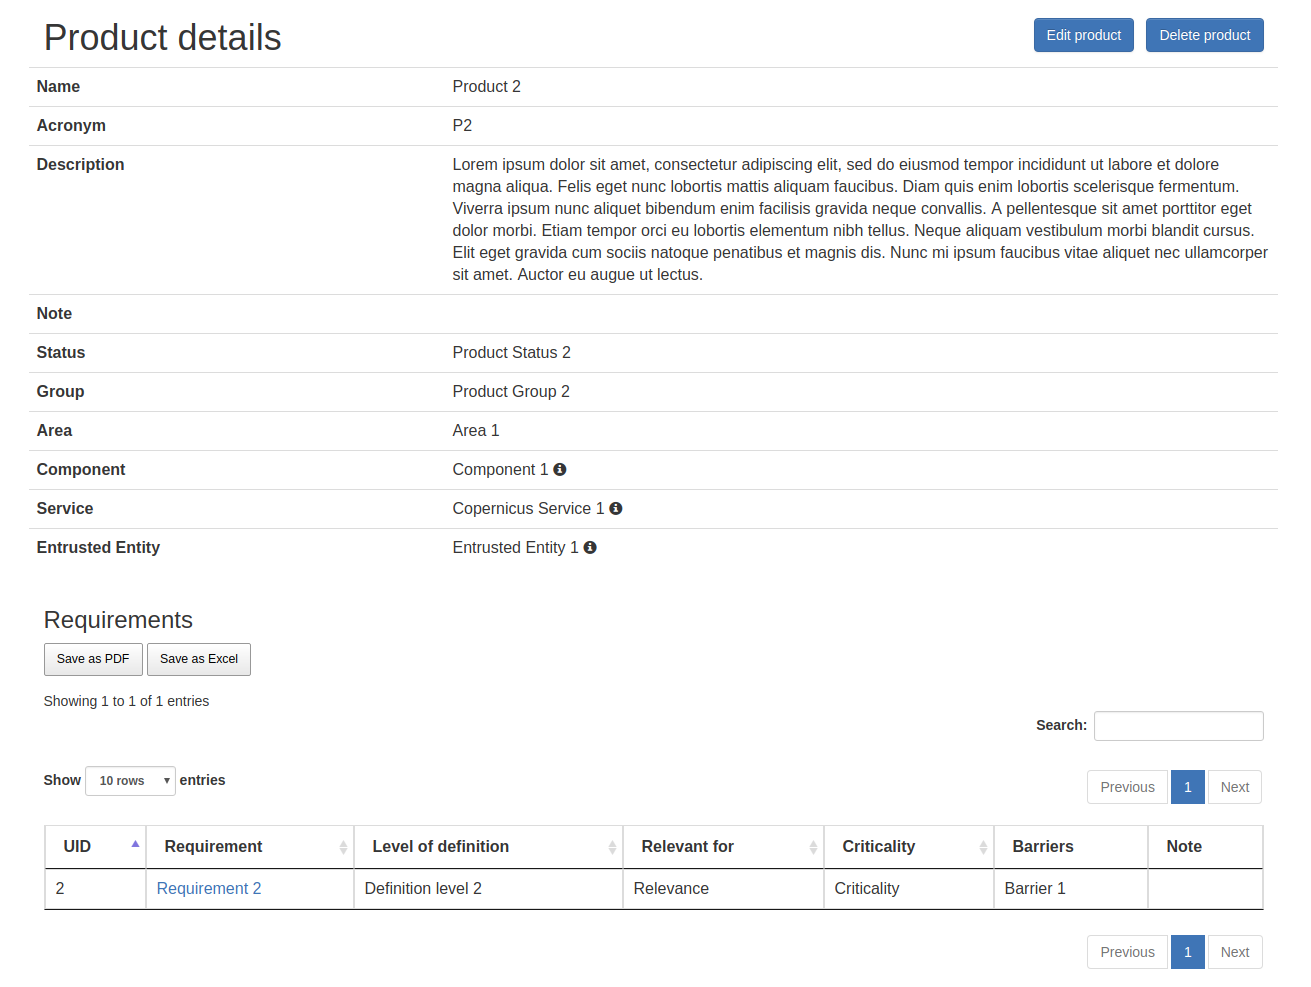 Product details
Edit product
Delete product
Name
Product 2
Acronym
P2
Description
Lorem ipsum dolor sit amet, consectetur adipiscing elit, sed do eiusmod tempor incididunt ut labore et dolore
magna aliqua. Felis eget nunc lobortis mattis aliquam faucibus. Diam quis enim lobortis scelerisque fermentum.
Viverra ipsum nunc aliquet bibendum enim facilisis gravida neque convallis. A pellentesque sit amet porttitor eget
dolor morbi. Etiam tempor orci eu lobortis elementum nibh tellus. Neque aliquam vestibulum morbi blandit cursus.
Elit eget gravida cum sociis natoque penatibus et magnis dis. Nunc mi ipsum faucibus vitae aliquet nec ullamcorper
sit amet. Auctor eu augue ut lectus.
Note
Status
Product Status 2
Group
Product Group 2
Area
Area 1
Component
Component 1
Service
Copernicus Service 1
Entrusted Entity
Entrusted Entity 1
Requirements
Save as PDF
Save as Excel
Showing 1 to 1 of 1 entries
Search:
Show 10 rows entries
Previous 1 Next
UID Requirement Level of definition Relevant for Criticality Barriers Note
2 Requirement 2 Definition level 2 Relevance Criticality Barrier 1
Previous 1 Next